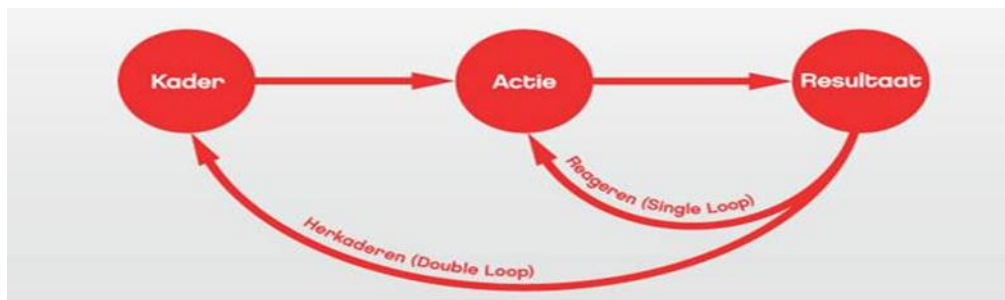 Kader
Actie
Resultaat
Reageren (Single Loop)
Herkaderen (Double Loop)